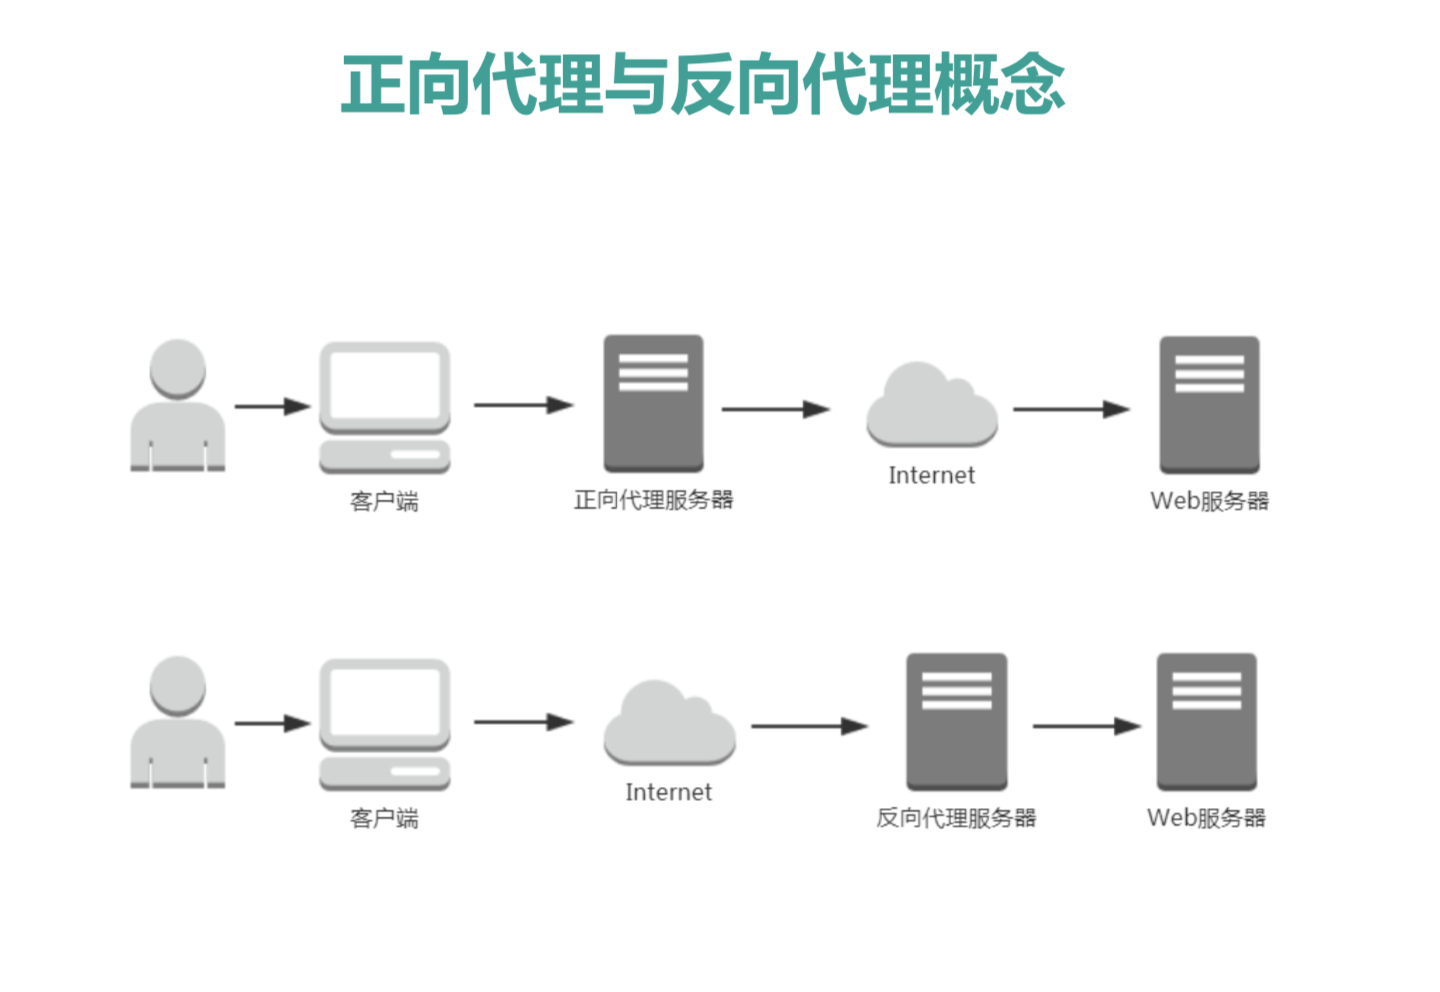 正向代理与反向代理概念
客户端
正向代理服务器
Internet
Web服务器
客户端
Internet
反向代理服务器
Web服务器